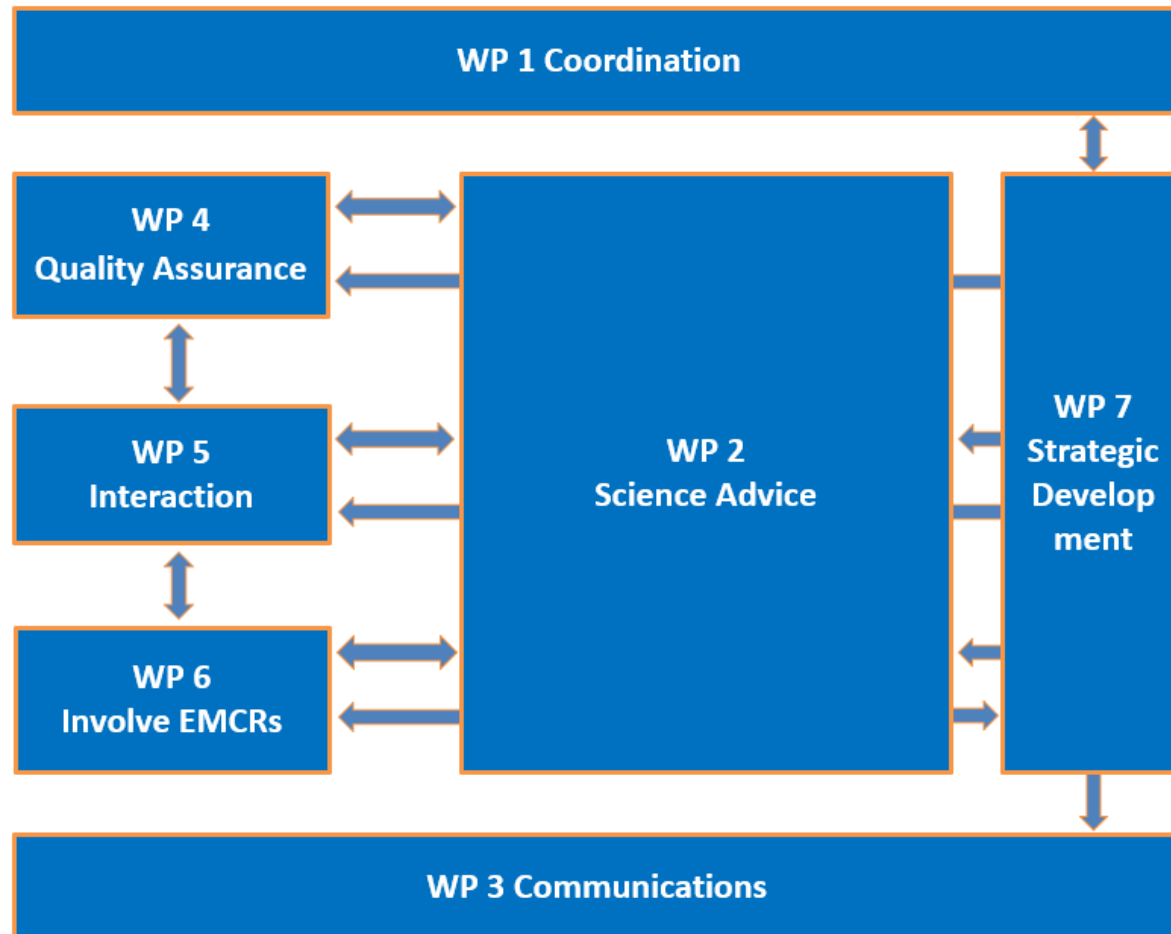 WP 1 Coordination
WP 4
Quality Assurance
WP 5
Interaction
WP 6
Involve EMCRs
WP 2
Science Advice
WP 7
Strategic
Develop
ment
WP 3 Communications